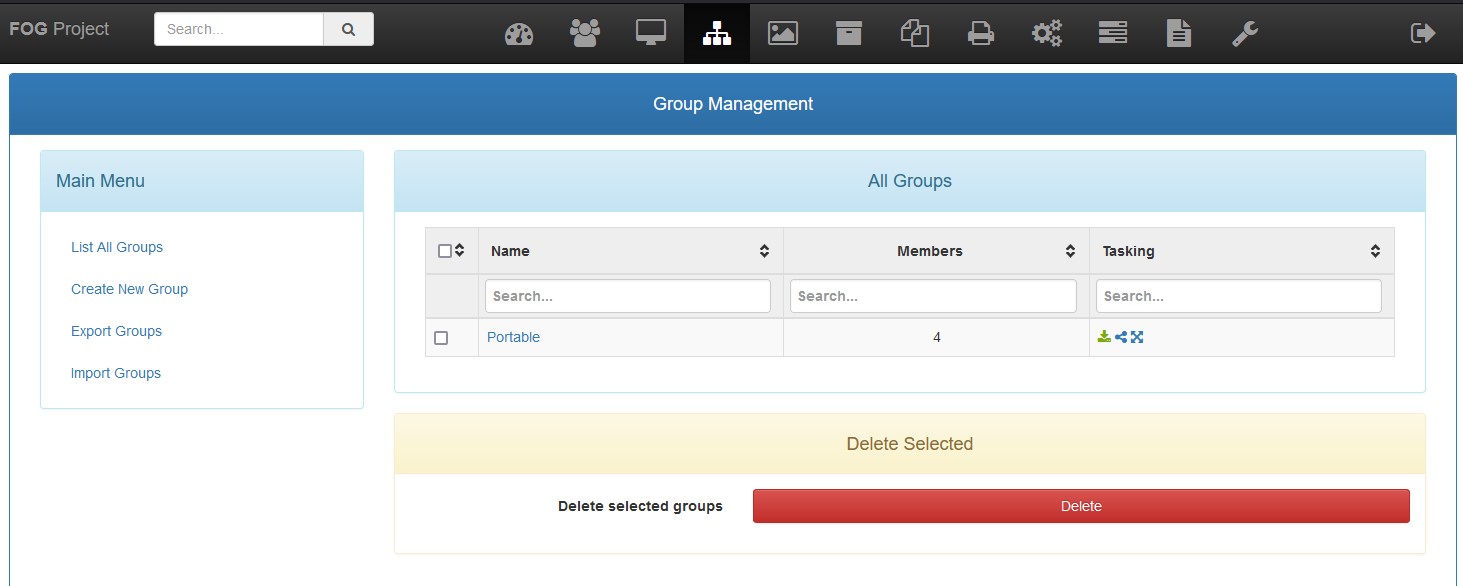 FOG Project Search...
Group Management
Main Menu
List All Groups
Create New Group
Export Groups
Import Groups
All Groups
Name Members Tasking
Search... Search... Search...
Portable 4
Delete Selected
Delete selected groups Delete